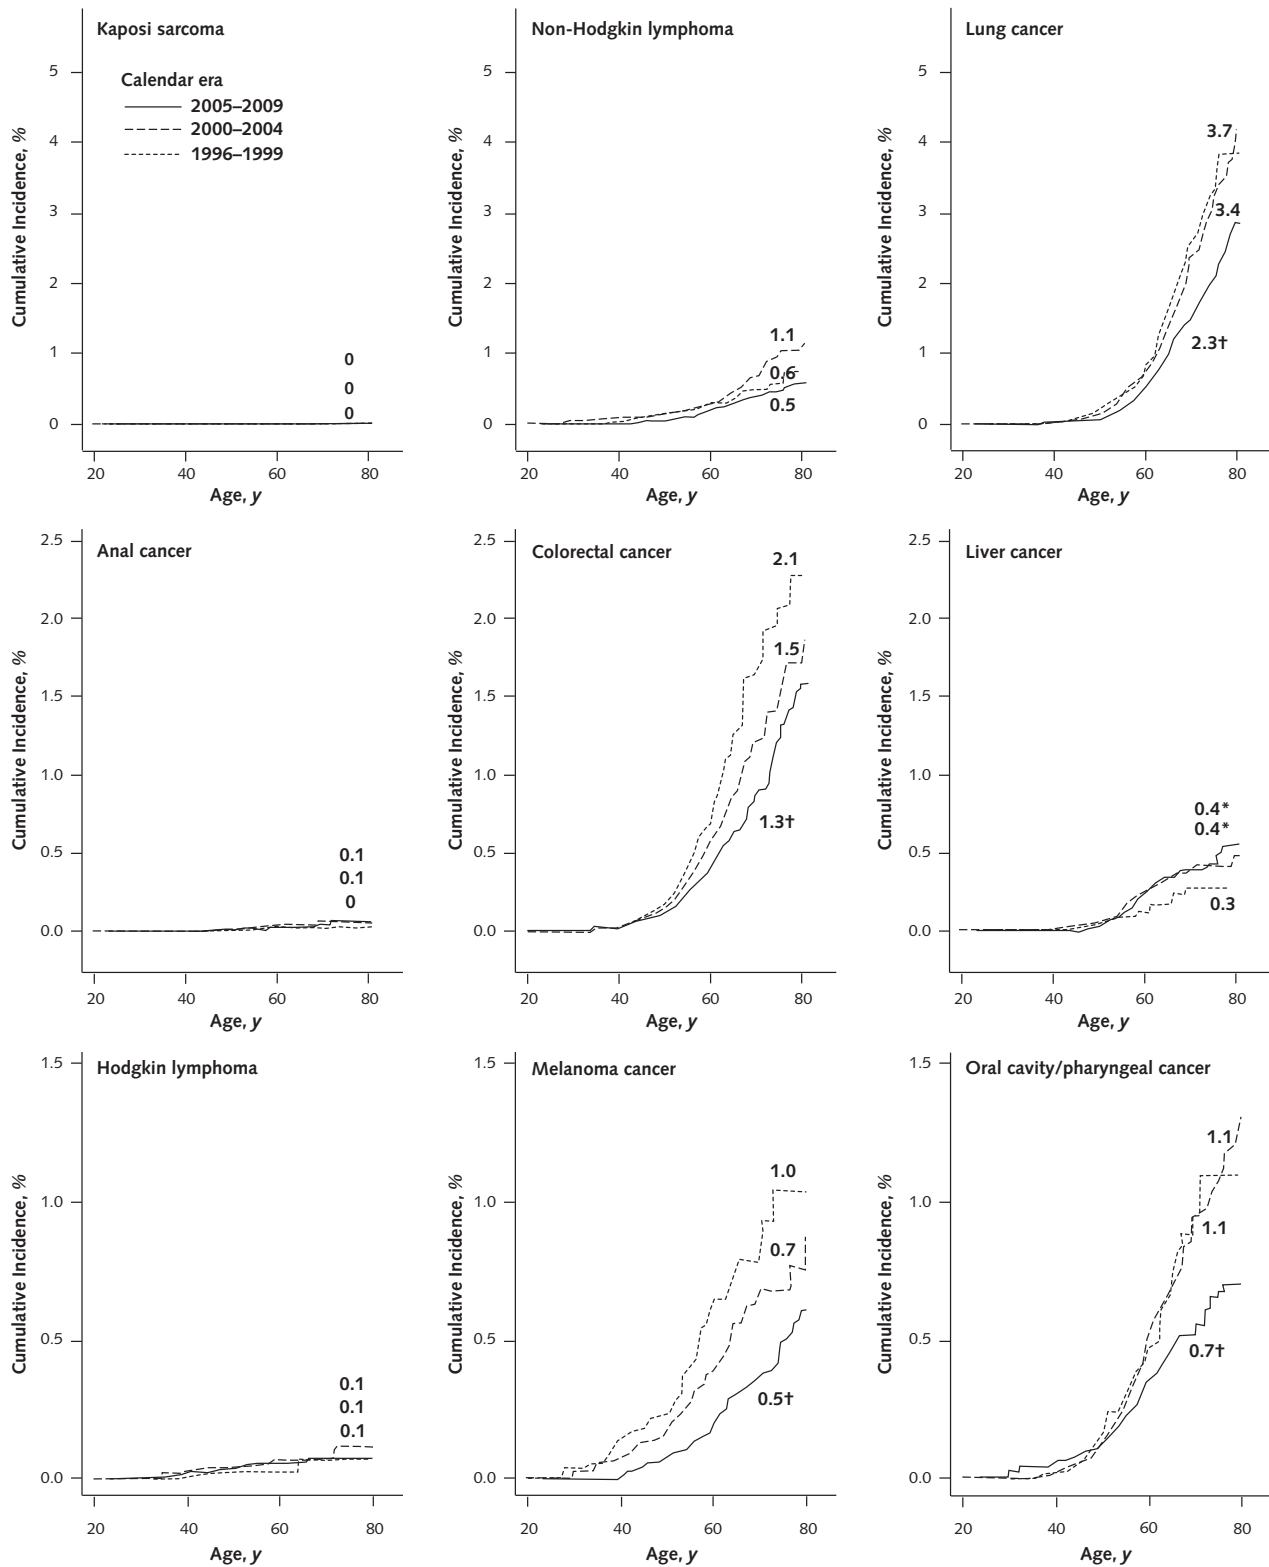 Kaposi sarcoma
Calendar era
2005–2009
2000–2004
1996–1999
Cumulative Incidence, %
5
4
3
2
1
0
0
0
0
20 40 60 80
Age, y
Non-Hodgkin lymphoma
Cumulative Incidence, %
5
4
3
2
1
0
1.1
0.6
0.5
20 40 60 80
Age, y
Lung cancer
Cumulative Incidence, %
5
4
3
2
1
0
3.7
3.4
2.3†
20 40 60 80
Age, y
Anal cancer
Cumulative Incidence, %
2.5
2.0
1.5
1.0
0.5
0.0
0.1
0.1
0
20 40 60 80
Age, y
Colorectal cancer
Cumulative Incidence, %
2.5
2.0
1.5
1.0
0.5
0.0
2.1
1.5
1.3†
20 40 60 80
Age, y
Liver cancer
Cumulative Incidence, %
2.5
2.0
1.5
1.0
0.5
0.0
0.4*
0.4*
0.3
20 40 60 80
Age, y
Hodgkin lymphoma
Cumulative Incidence, %
1.5
1.0
0.5
0.0
0.1
0.1
0.1
20 40 60 80
Age, y
Melanoma cancer
Cumulative Incidence, %
1.5
1.0
0.5
0.0
1.0
0.7
0.5†
20 40 60 80
Age, y
Oral cavity/pharyngeal cancer
Cumulative Incidence, %
1.5
1.0
0.5
0.0
1.1
1.1
0.7†
20 40 60 80
Age, y